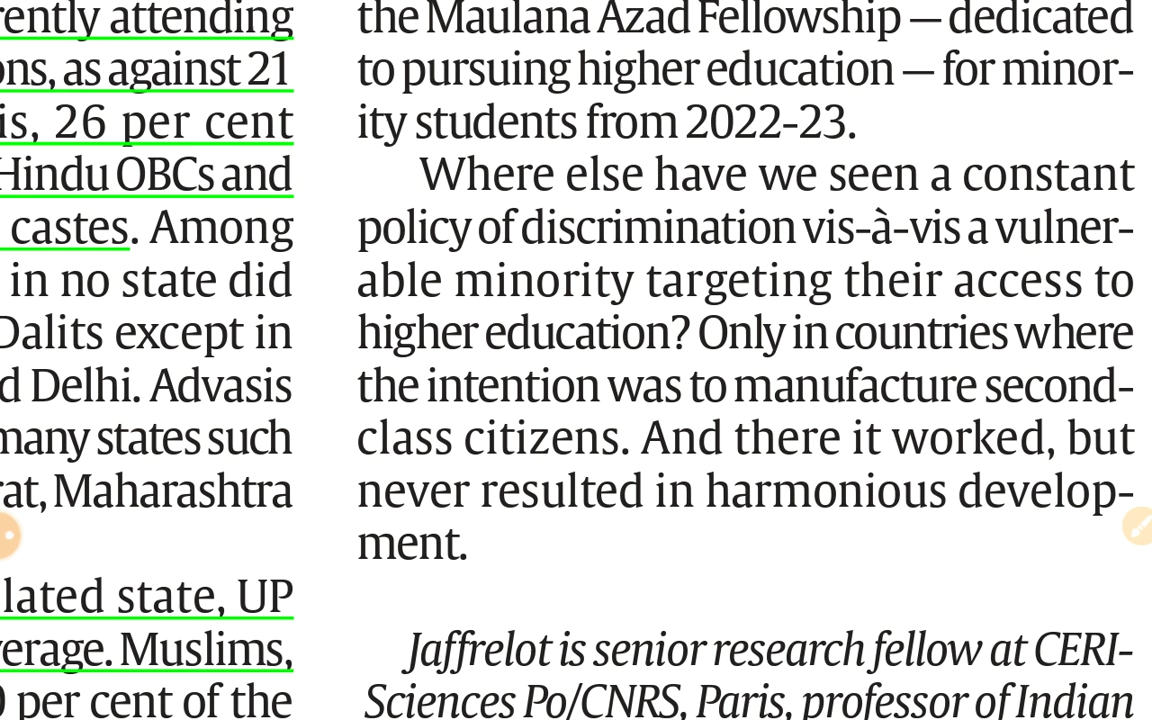 rently attending
ons, as against 21
is, 26 per cent
Hindu OBCs and
castes. Among
in no state did
Dalits except in
d Delhi. Advasis
many states such
rat, Maharashtra
lated state, UP
verage. Muslims,
0 per cent of the
the Maulana Azad Fellowship — dedicated
to pursuing higher education — for minor-
ity students from 2022-23.
Where else have we seen a constant
policy of discrimination vis-à-vis a vulner-
able minority targeting their access to
higher education? Only in countries where
the intention was to manufacture second-
class citizens. And there it worked, but
never resulted in harmonious develop-
ment.
Jaffrelot is senior research fellow at CERI-
Sciences Po/CNRS, Paris, professor of Indian